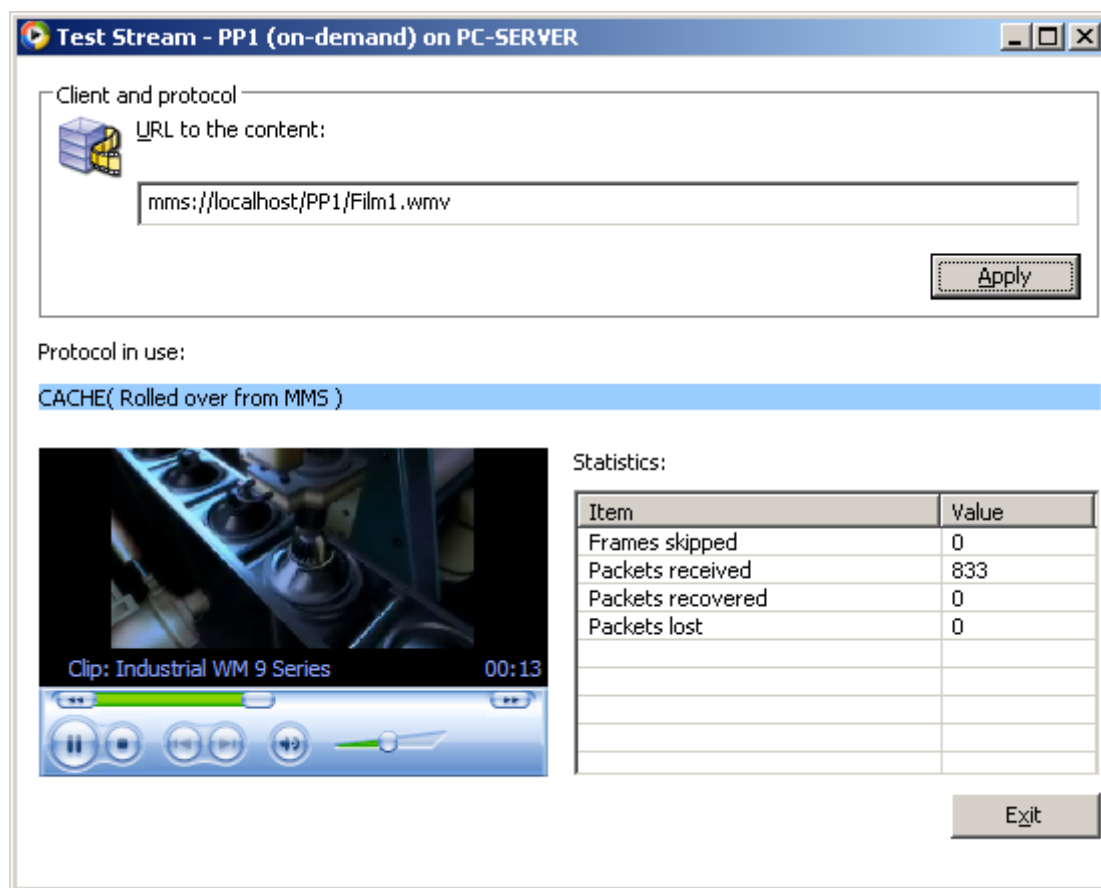 Test Stream - PP1 (on-demand) on PC-SERVER
Client and protocol
URL to the content:
mms://localhost/PP1/Film1.wmv
Apply
Protocol in use:
CACHE( Rolled over from MMS )
Statistics:
Item Value
Frames skipped 0
Packets received 833
Packets recovered 0
Packets lost 0
Clip: Industrial WM 9 Series 00:13
Exit